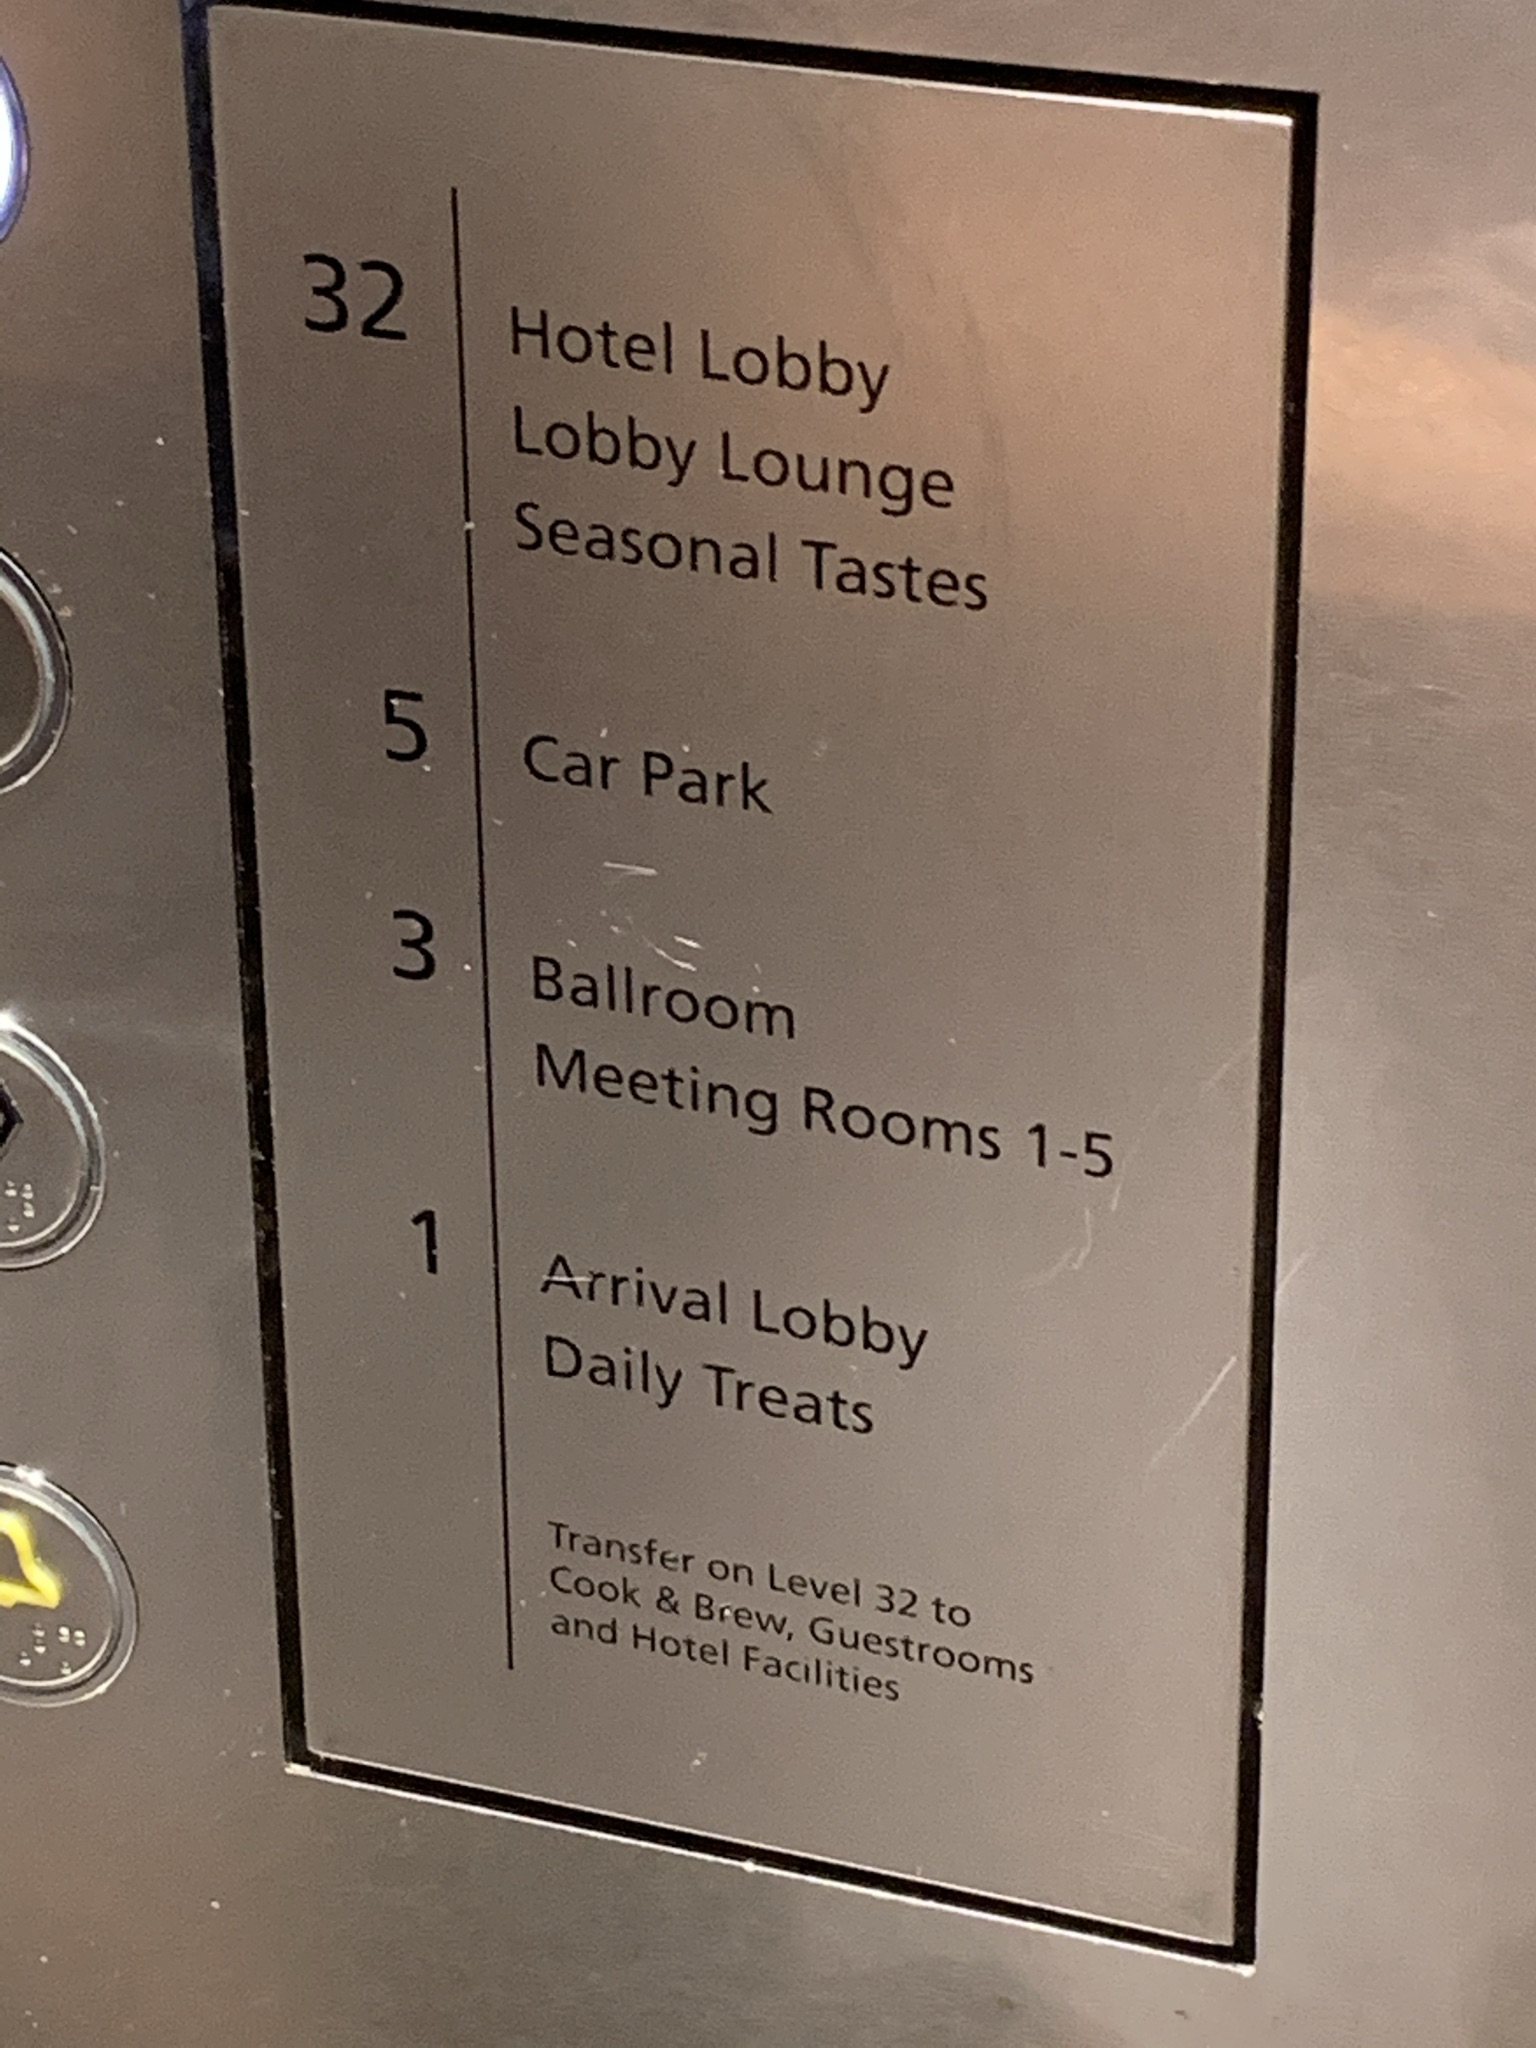 32
Hotel Lobby
Lobby Lounge
Seasonal Tastes
5
Car Park
3
Ballroom
Meeting Rooms 1-5
1
Arrival Lobby
Daily Treats
Transfer on Level 32 to
Cook & Brew, Guestrooms
and Hotel Facilities